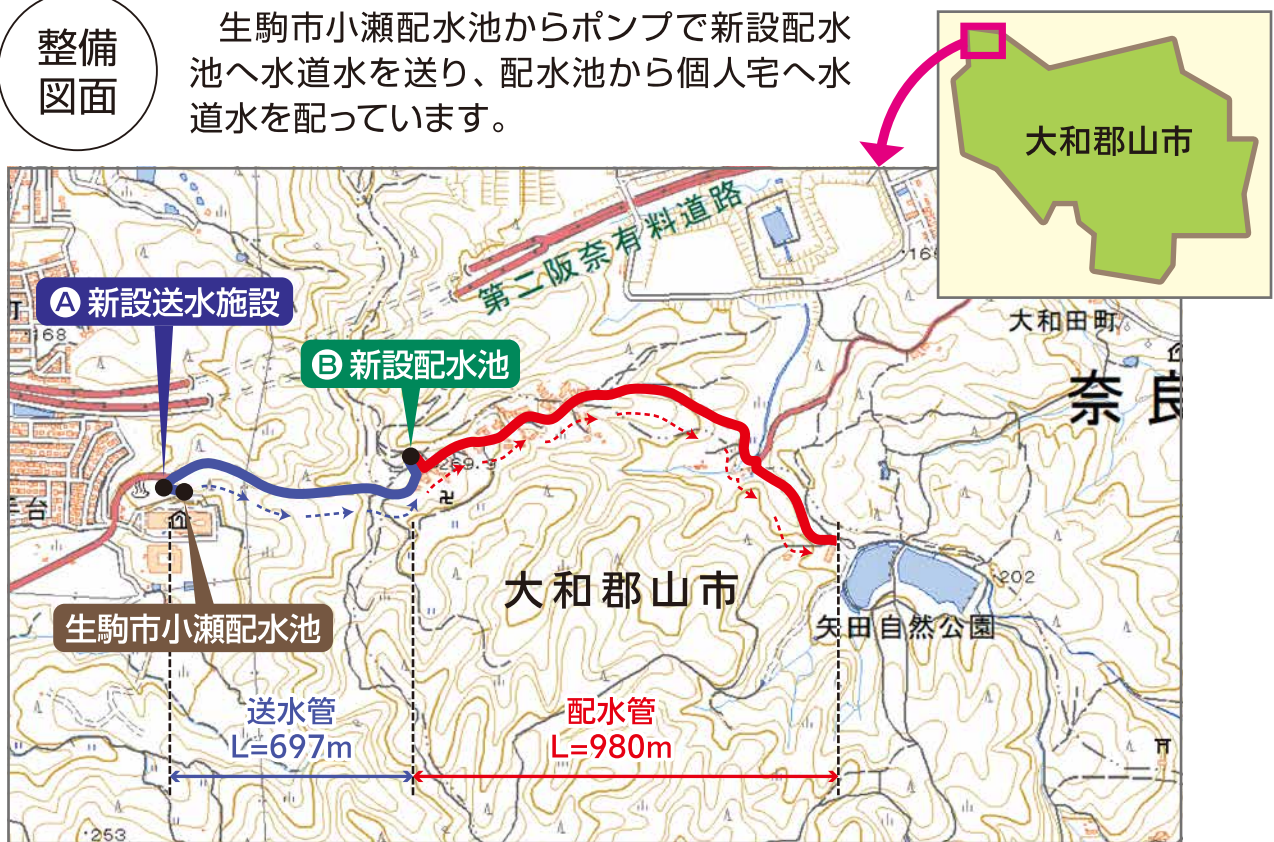 整備
図面
生駒市小瀬配水池からポンプで新設配水
池へ水道水を送り、配水池から個人宅へ水
道水を配っています。
大和郡山市
第二阪奈有料道路
A 新設送水施設
168
B 新設配水池
大和田町
奈良
269.3
生駒市小瀬配水池
大和郡山市
202
矢田自然公園
送水管
L=697m
配水管
L=980m
253